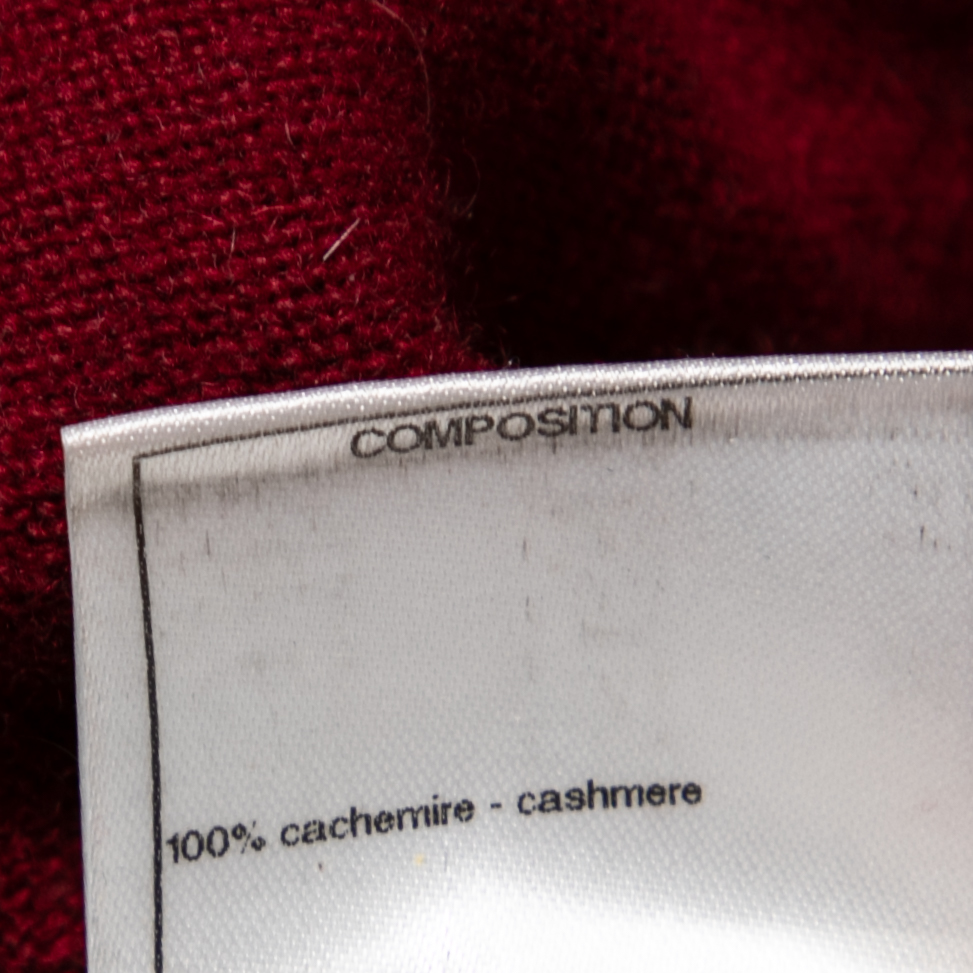 COMPOSITION
100% cachemire - cashmere